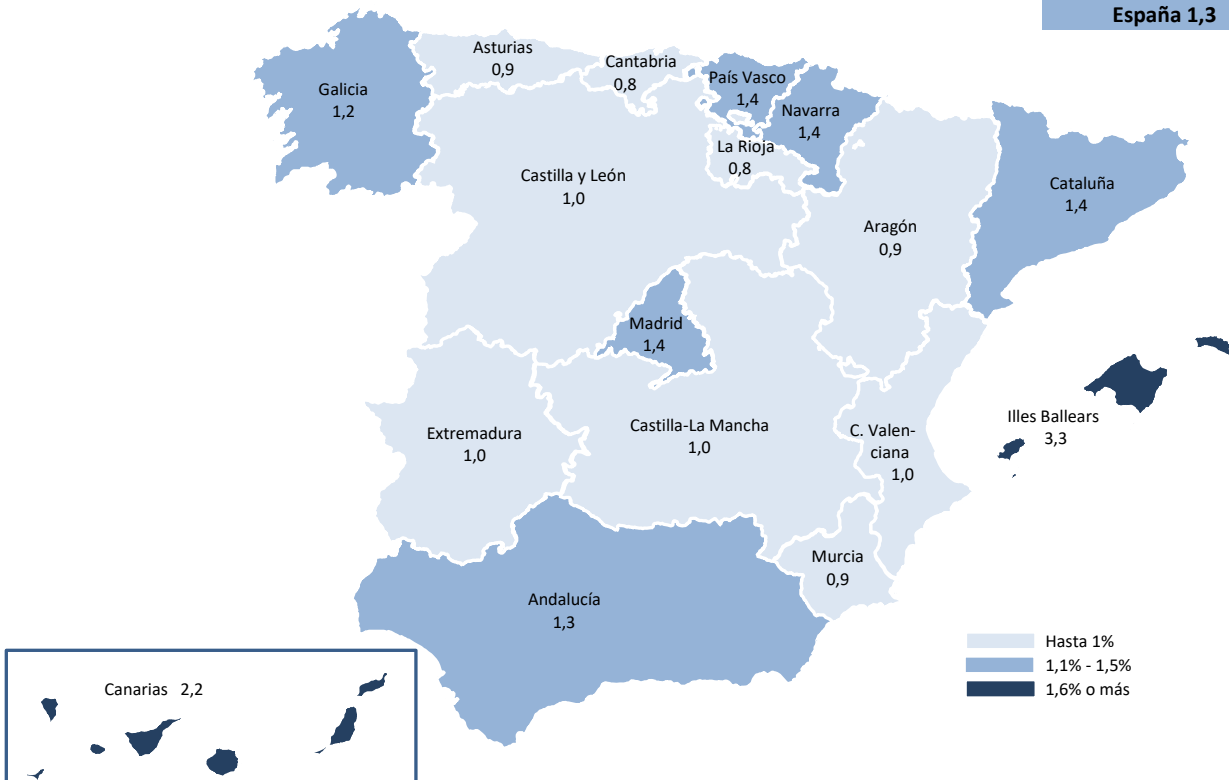 España 1,3
Asturias
0,9
Cantabria
0,8
País Vasco
1,4
Navarra
1,4
Galicia
1,2
La Rioja
0,8
Castilla y León
1,0
Cataluña
1,4
Aragón
0,9
Madrid
1,4
Illes Ballears
3,3
Extremadura
1,0
Castilla-La Mancha
1,0
C. Valen-
ciana
1,0
Murcia
0,9
Andalucía
1,3
Hasta 1%
1,1% - 1,5%
1,6% o más
Canarias 2,2